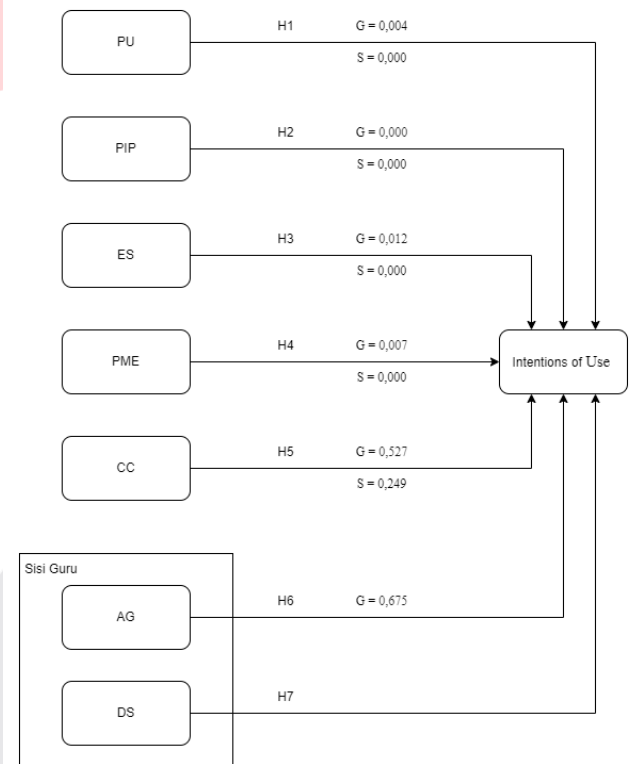 PU
H1
G = 0,004
S = 0,000
PIP
H2
G = 0,000
S = 0,000
ES
H3
G = 0,012
S = 0,000
PME
H4
G = 0,007
S = 0,000
Intentions of Use
CC
H5
G = 0,527
S = 0,249
Sisi Guru
AG
H6
G = 0,675
DS
H7